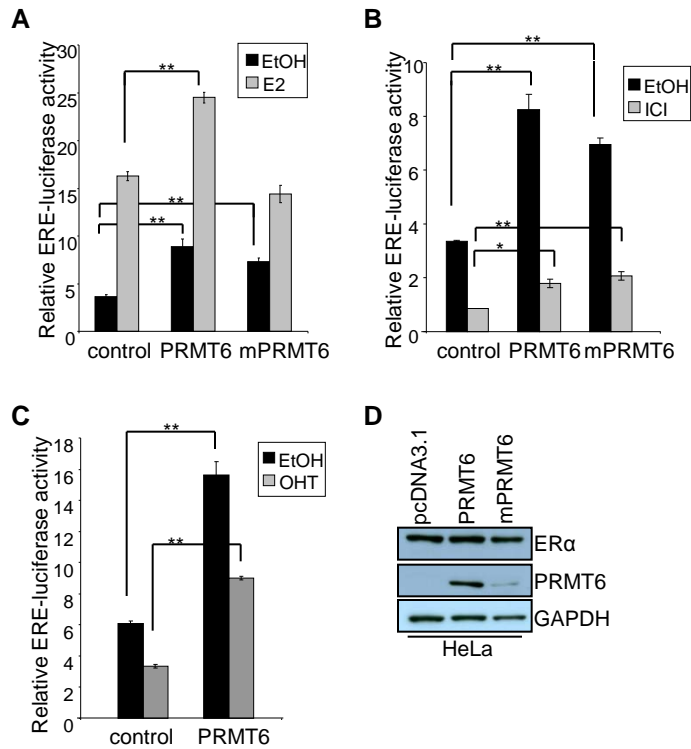 A
Relative ERE-luciferase activity
30
25
20
15
10
5
0
EtOH
E2
**
**
**
control PRMT6 mPRMT6
B
Relative ERE-luciferase activity
10
8
6
4
2
0
EtOH
ICI
**
**
**
*
control PRMT6 mPRMT6
C
Relative ERE-luciferase activity
18
16
14
12
10
8
6
4
2
0
EtOH
OHT
**
**
control PRMT6
D
pcDNA3.1
PRMT6
mPRMT6
ERα
PRMT6
GAPDH
HeLa